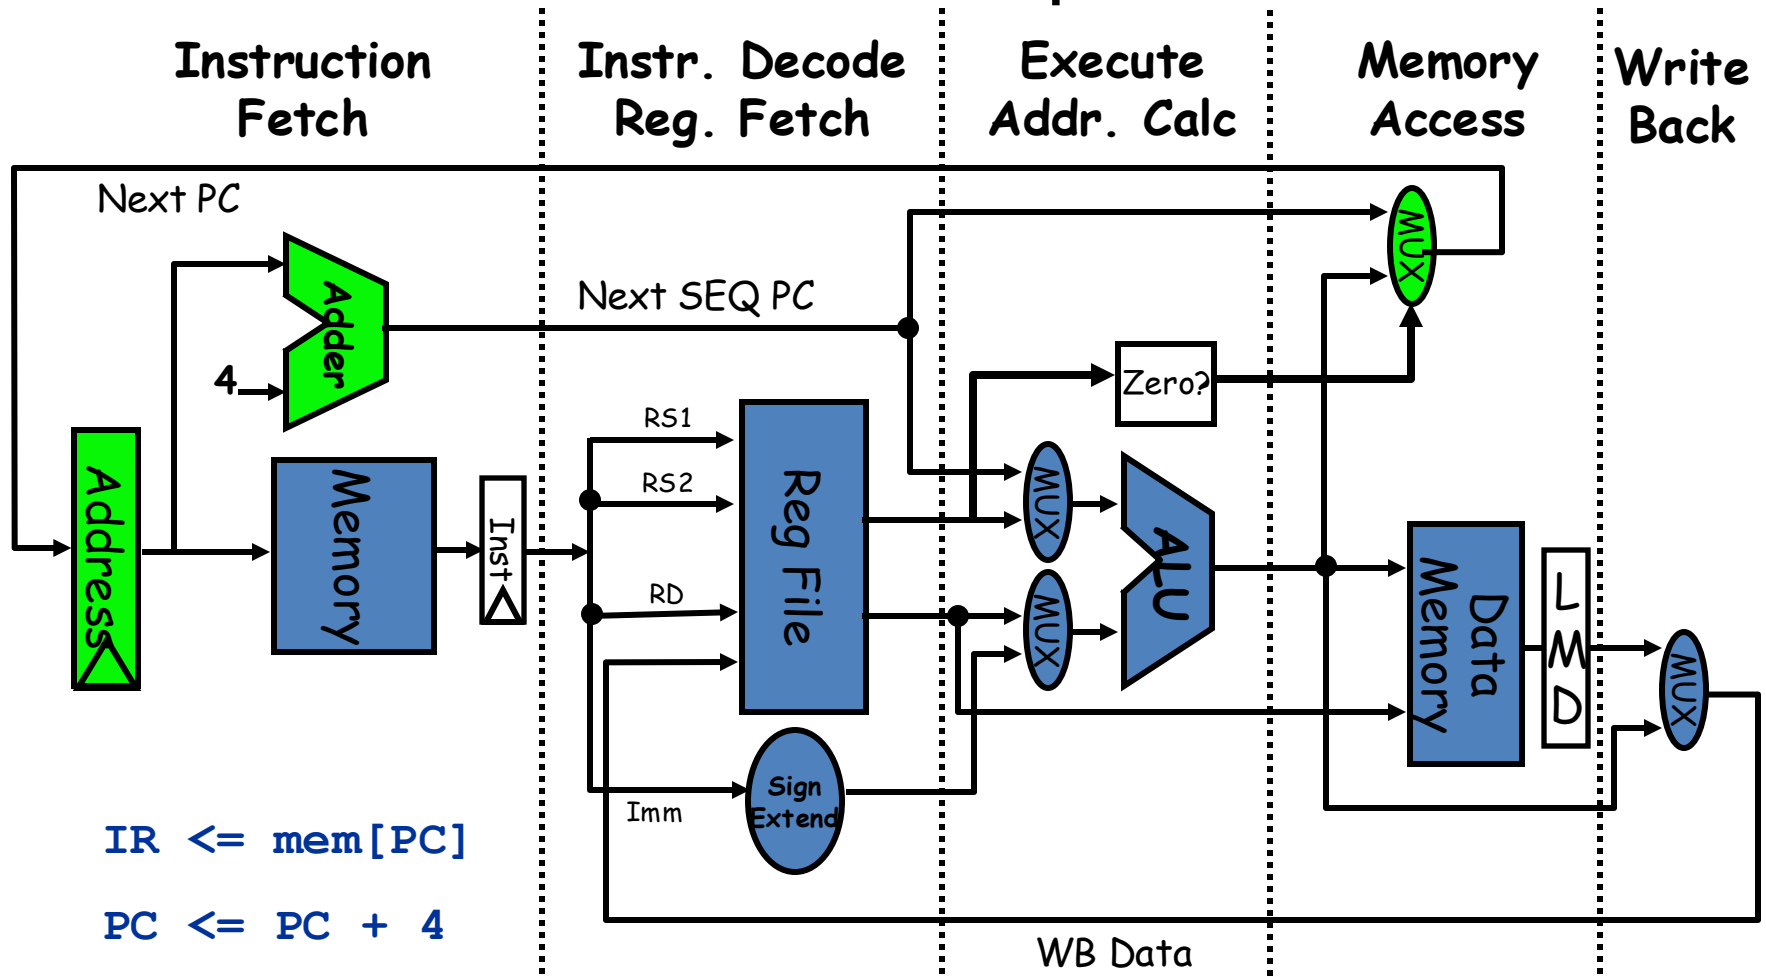 Instruction
Fetch
Instr. Decode
Reg. Fetch
Execute
Addr. Calc
Memory
Access
Write
Back
Next PC
MUX
Adder
Next SEQ PC
4
Zero?
RS1
RS2
RD
Imm
Address
Memory
Inst
Reg File
MUX
MUX
ALU
Data
Memory
L
M
D
MUX
Sign
Extend
IR <= mem[PC]
PC <= PC + 4
WB Data